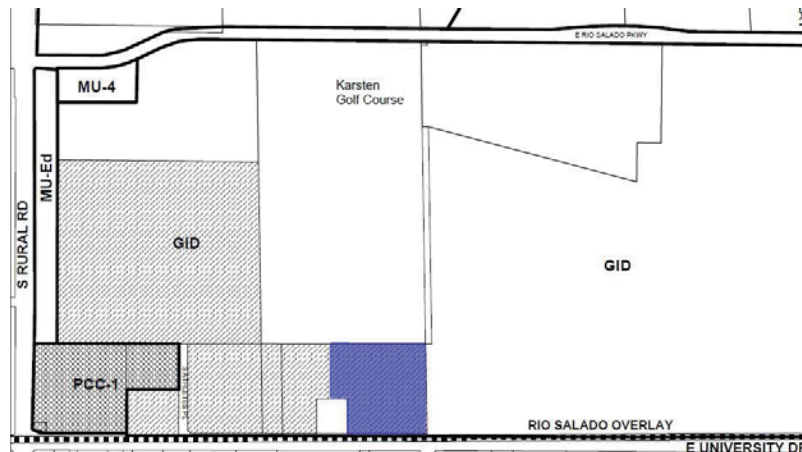 E RIO SALADO PKWY
MU-4
Karsten
Golf Course
MU-Ed
S RURAL RD
GID
GID
PCC-1
RIO SALADO OVERLAY
E UNIVERSITY DR